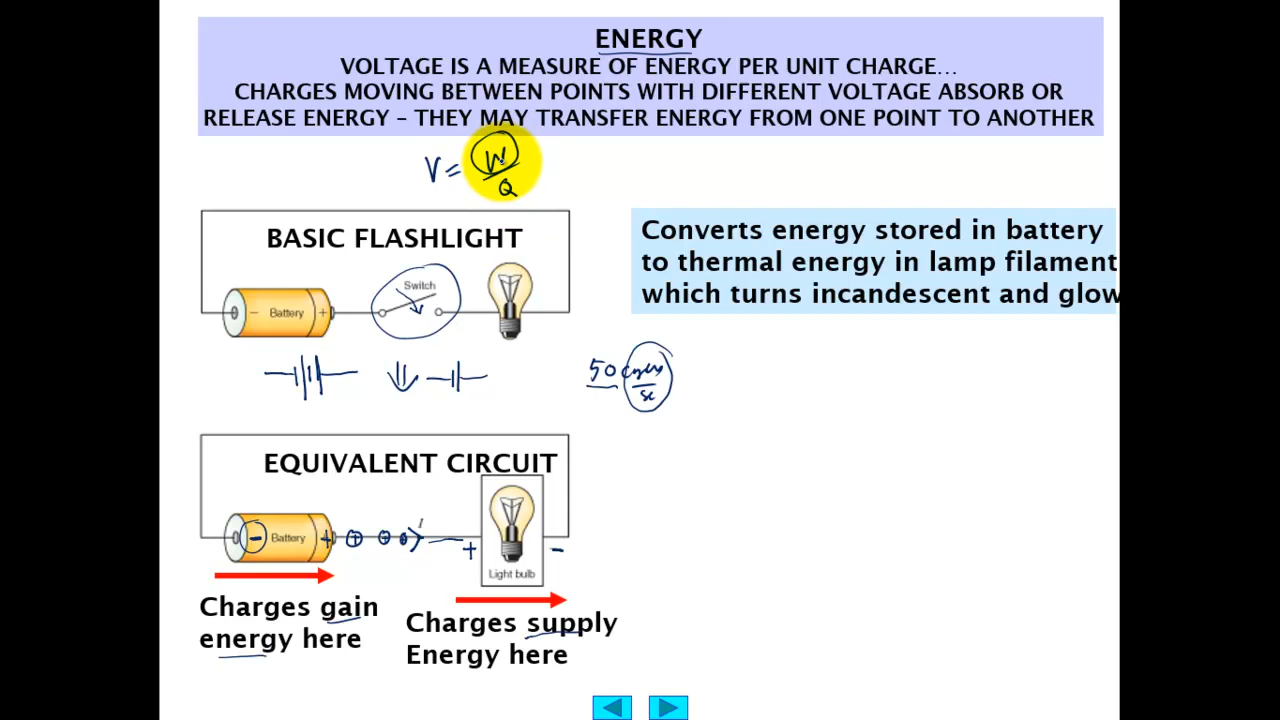 ENERGY
VOLTAGE IS A MEASURE OF ENERGY PER UNIT CHARGE…
CHARGES MOVING BETWEEN POINTS WITH DIFFERENT VOLTAGE ABSORB OR
RELEASE ENERGY – THEY MAY TRANSFER ENERGY FROM ONE POINT TO ANOTHER
V = W
Q
BASIC FLASHLIGHT
Switch
- Battery +
Converts energy stored in battery
to thermal energy in lamp filament
which turns incandescent and glow
50
EQUIVALENT CIRCUIT
I
- Battery + + + -
Light bulb
Charges gain
energy here
Charges supply
Energy here